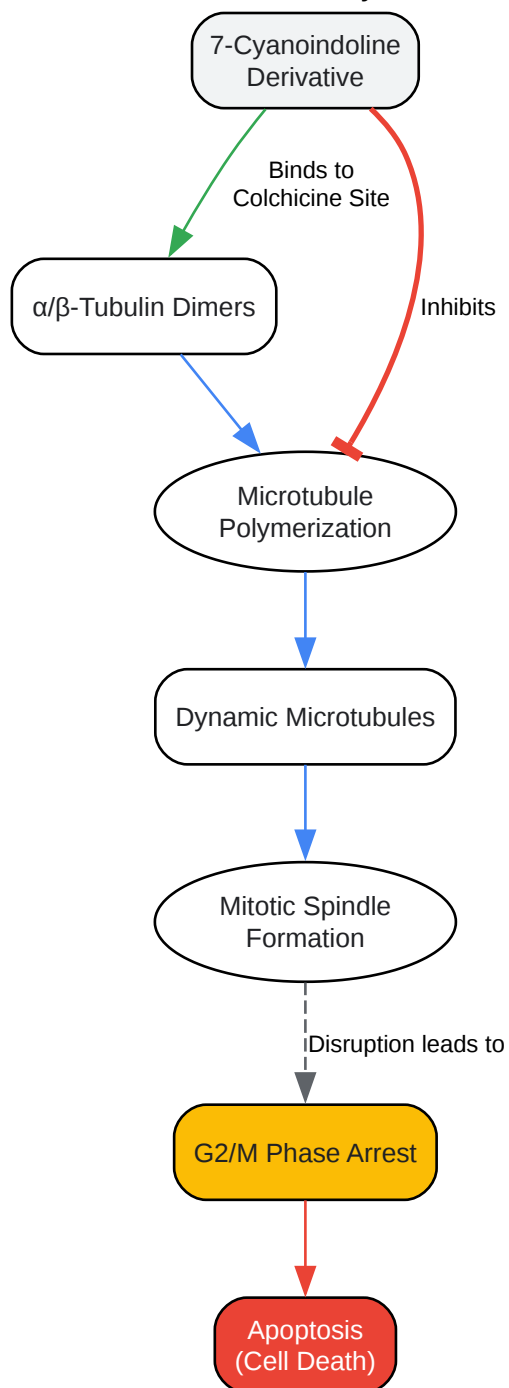 7-Cyanoindoline
Derivative
Binds to
Colchicine Site
α/β-Tubulin Dimers
Inhibits
Microtubule
Polymerization
Dynamic Microtubules
Mitotic Spindle
Formation
Disruption leads to
G2/M Phase Arrest
Apoptosis
(Cell Death)